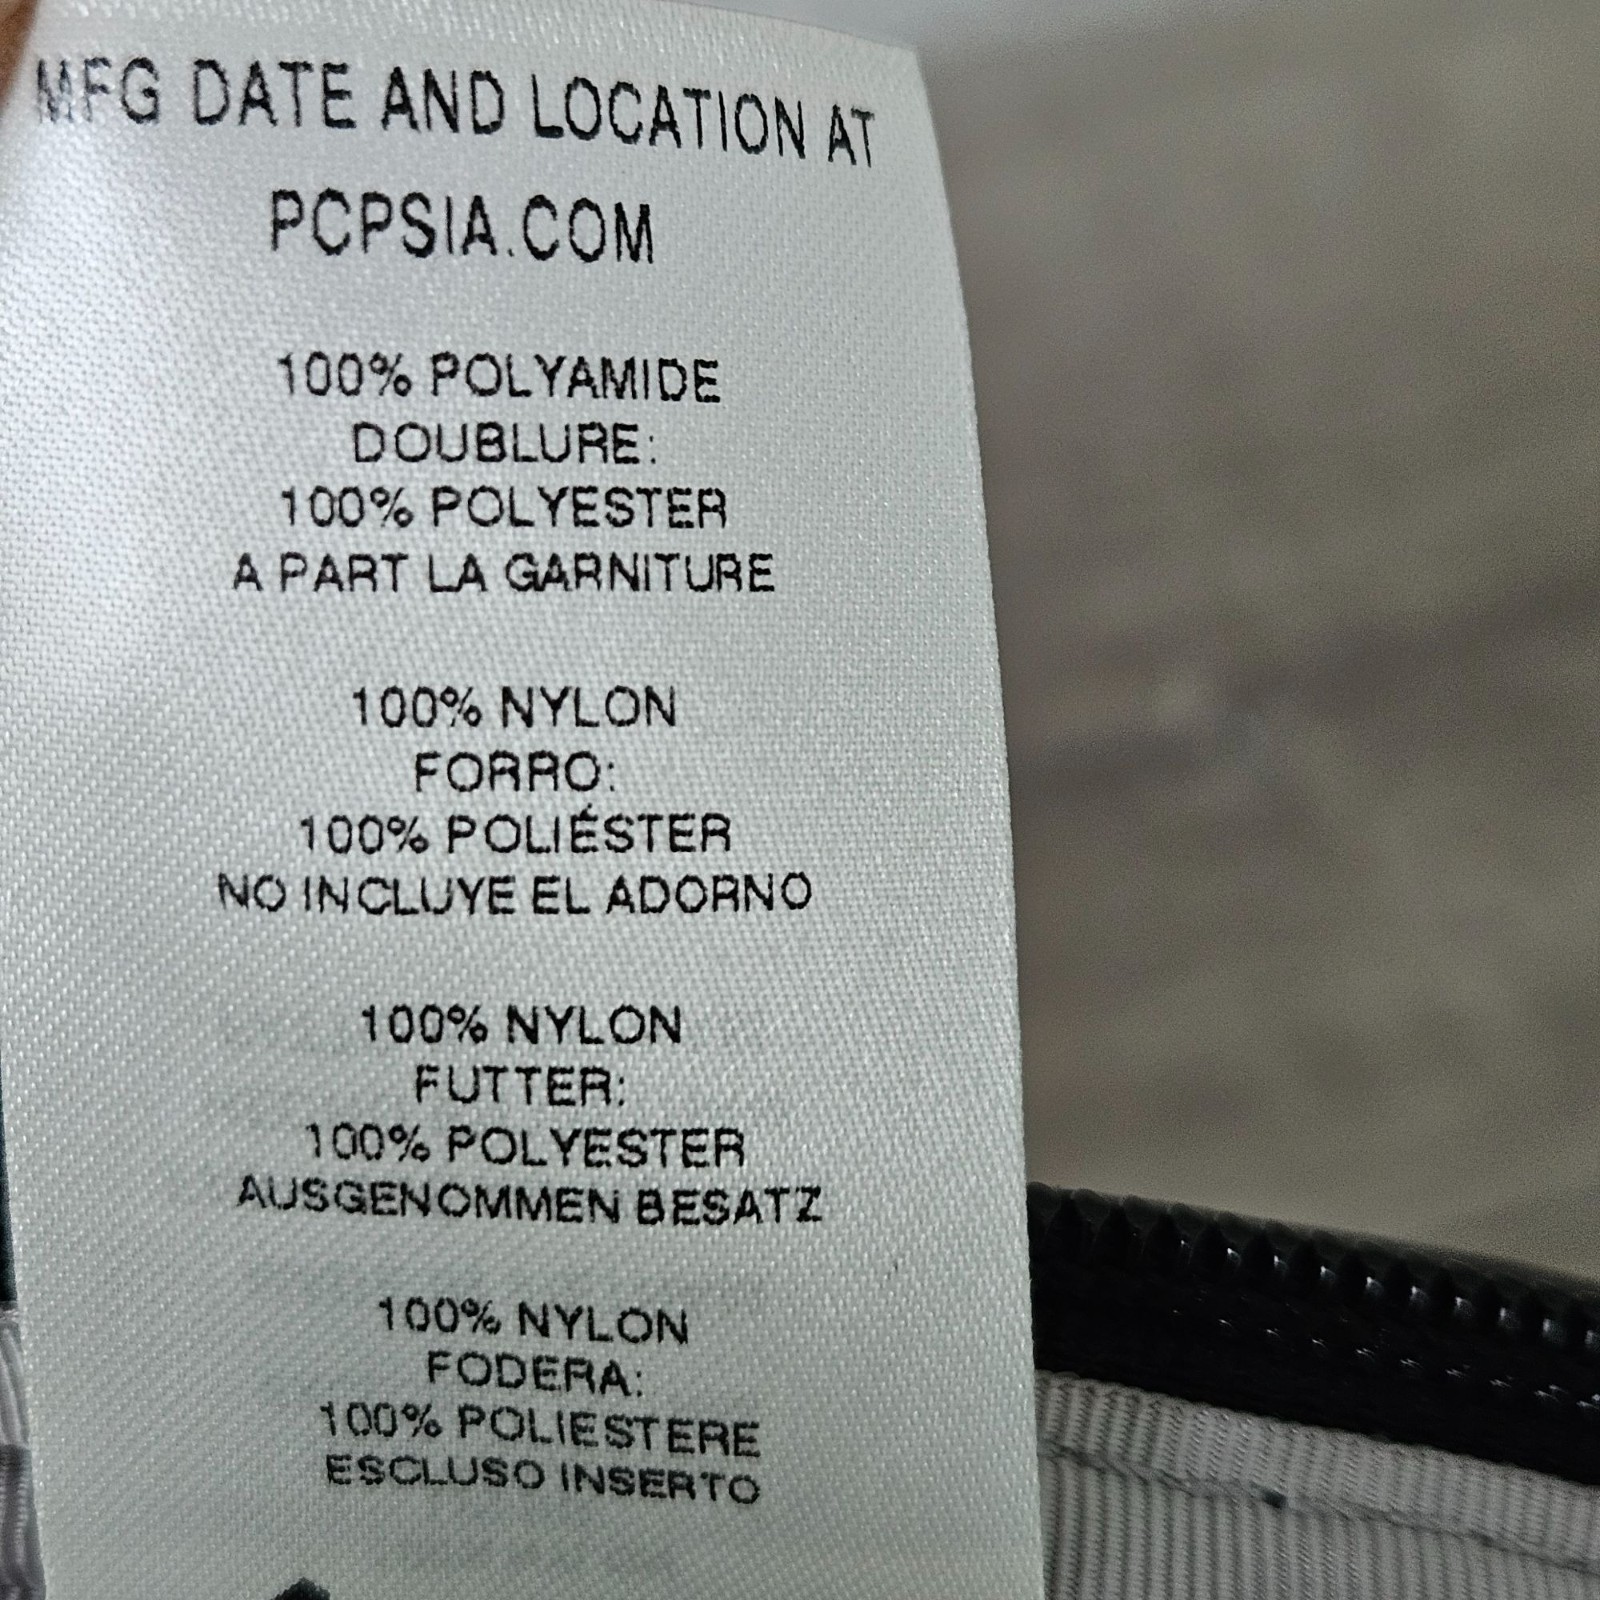 MFG DATE AND LOCATION AT
PCPSIA.COM
100% POLYAMIDE
DOUBLURE:
100% POLYESTER
A PART LA GARNITURE
100% NYLON
FORRO:
100% POLIÉSTER
NO INCLUYE EL ADORNO
100% NYLON
FUTTER:
100% POLYESTER
AUSGENOMMEN BESATZ
100% NYLON
FODERA:
100% POLIESTERE
ESCLUSO INSERTO